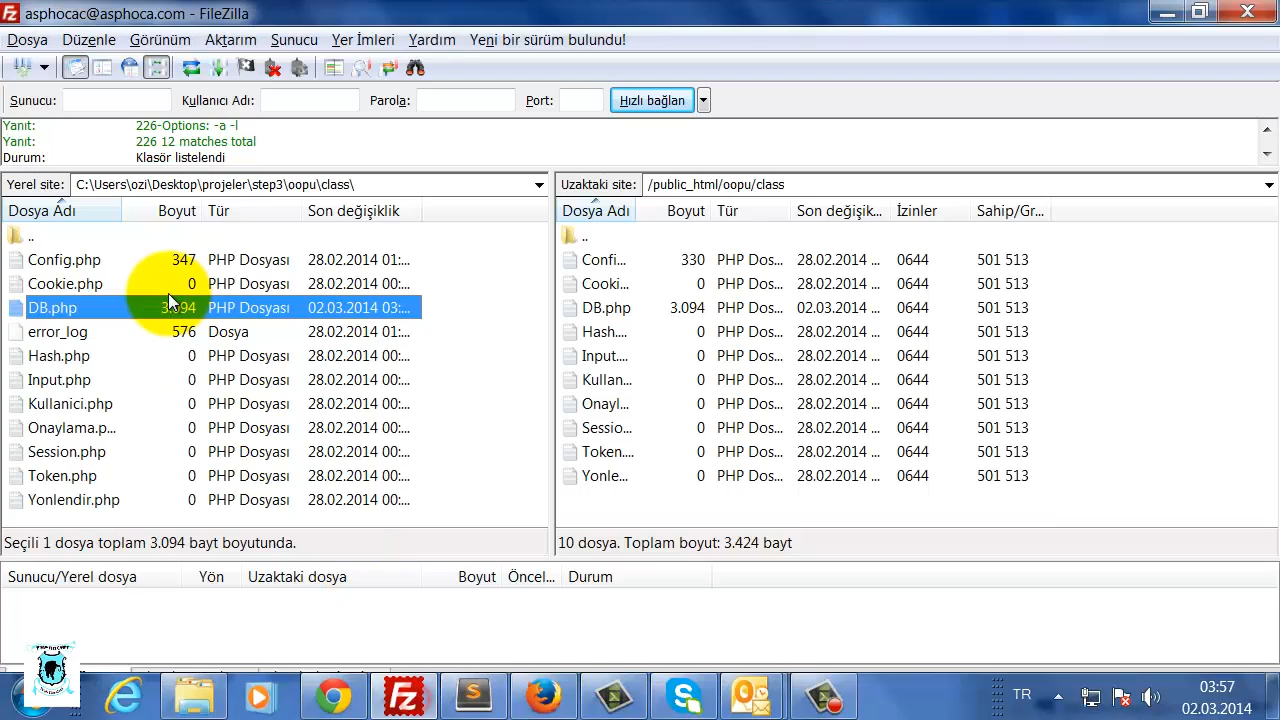 asphocac@asphoca.com - FileZilla
Dosya Düzenle Görünüm Aktarım Sunucu Yer İmleri Yardım Yeni bir sürüm bulundu!
Sunucu: Kullanıcı Adı: Parola: Port: Hızlı bağlan
Yanıt: 226-Options: -a -l
Yanıt: 226 12 matches total
Durum: Klasör listelendi
Yerel site: C:\Users\ozi\Desktop\projeler\step3\oopu\class\
Dosya Adı Boyut Tür Son değişiklik
..
Config.php 347 PHP Dosyası 28.02.2014 01:...
Cookie.php 0 PHP Dosyası 28.02.2014 00:...
DB.php 3.094 PHP Dosyası 02.03.2014 03:...
error_log 576 Dosya 28.02.2014 01:...
Hash.php 0 PHP Dosyası 28.02.2014 00:...
Input.php 0 PHP Dosyası 28.02.2014 00:...
Kullanici.php 0 PHP Dosyası 28.02.2014 00:...
Onaylama.p... 0 PHP Dosyası 28.02.2014 00:...
Session.php 0 PHP Dosyası 28.02.2014 00:...
Token.php 0 PHP Dosyası 28.02.2014 00:...
Yonlendir.php 0 PHP Dosyası 28.02.2014 00:...
Seçili 1 dosya toplam 3.094 bayt boyutunda.
Uzaktaki site: /public_html/oopu/class
Dosya Adı Boyut Tür Son değişik... İzinler Sahip/Gr...
..
Confi... 330 PHP Dos... 28.02.2014 ... 0644 501 513
Cooki... 0 PHP Dos... 28.02.2014 ... 0644 501 513
DB.php 3.094 PHP Dos... 02.03.2014 ... 0644 501 513
Hash.... 0 PHP Dos... 28.02.2014 ... 0644 501 513
Input.... 0 PHP Dos... 28.02.2014 ... 0644 501 513
Kullan... 0 PHP Dos... 28.02.2014 ... 0644 501 513
Onayl... 0 PHP Dos... 28.02.2014 ... 0644 501 513
Sessio... 0 PHP Dos... 28.02.2014 ... 0644 501 513
Token.... 0 PHP Dos... 28.02.2014 ... 0644 501 513
Yonle... 0 PHP Dos... 28.02.2014 ... 0644 501 513
10 dosya. Toplam boyut: 3.424 bayt
Sunucu/Yerel dosya Yön Uzaktaki dosya Boyut Öncel... Durum
TR
03:57
02.03.2014